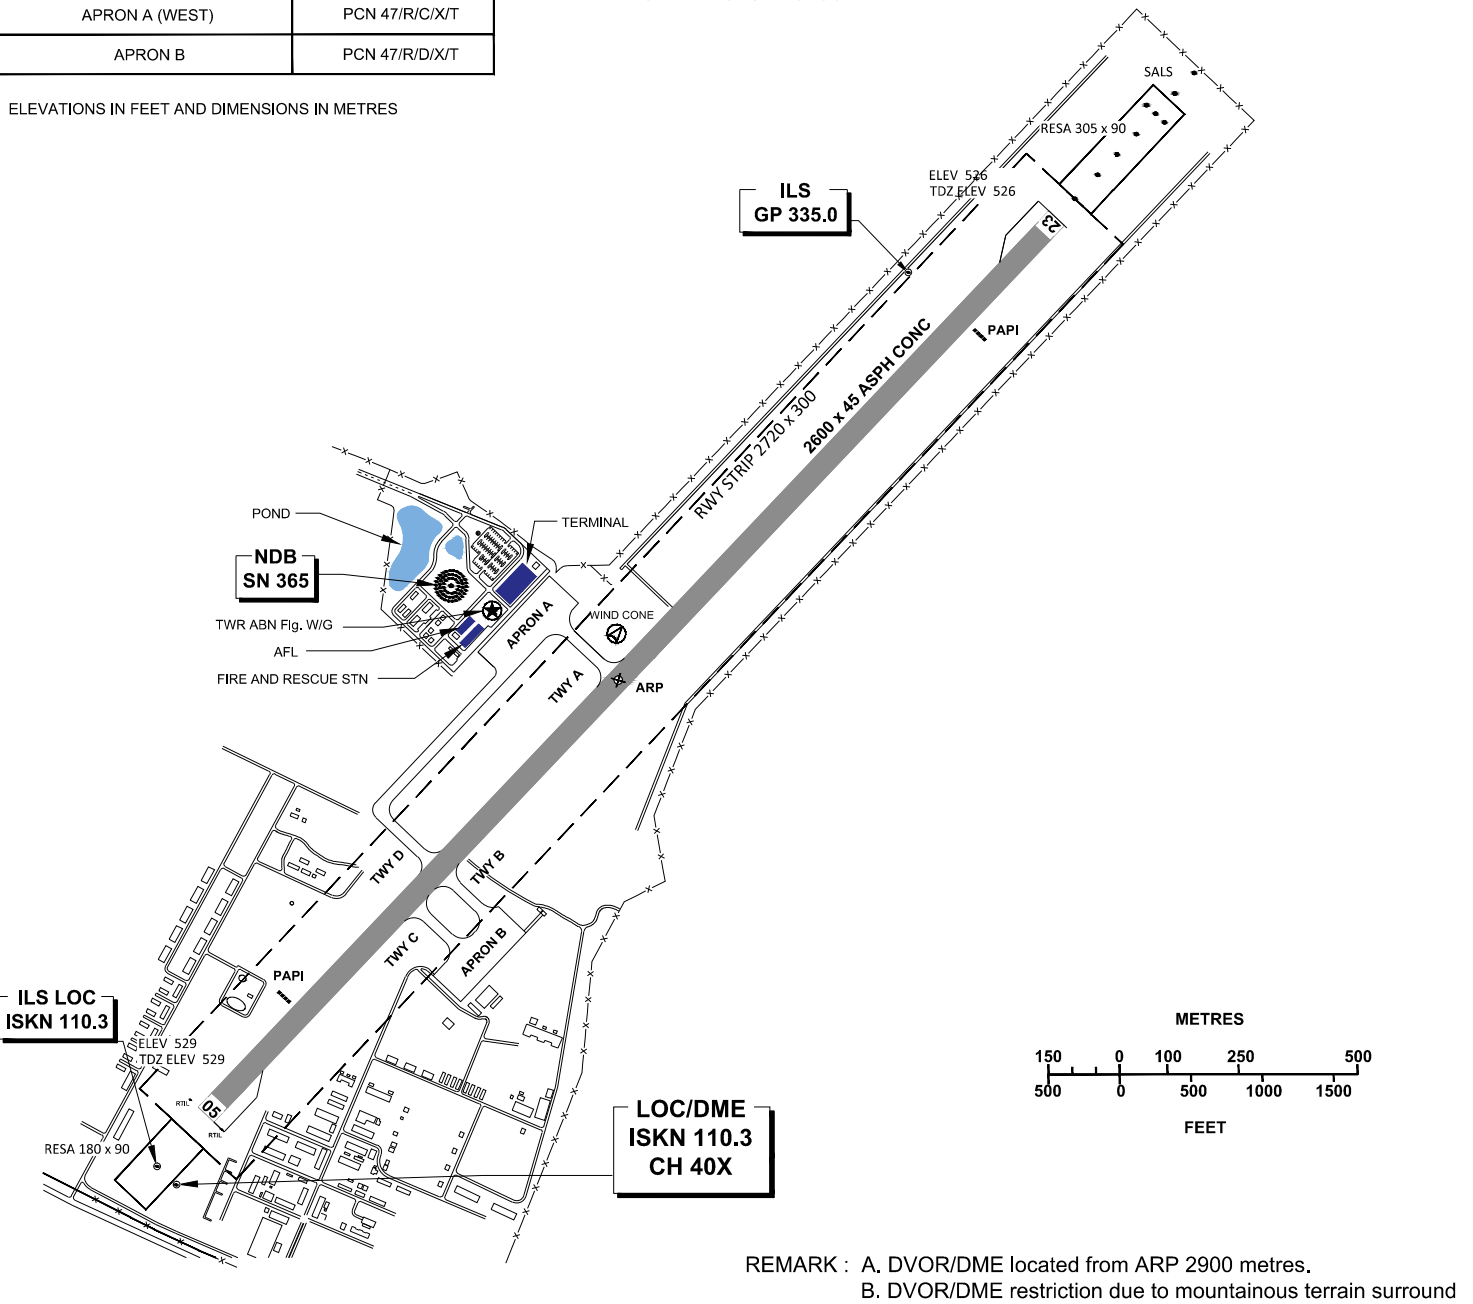 APRON A (WEST) PCN 47/R/C/X/T
APRON B PCN 47/R/D/X/T
ELEVATIONS IN FEET AND DIMENSIONS IN METRES
SALS
RESA 305 x 90
ELEV 526
TDZ ELEV 526
ILS
GP 335.0
23
PAPI
2600 x 45 ASPH CONC
RWY STRIP 2720 x 300
POND
TERMINAL
NDB
SN 365
TWR ABN Flg. W/G
AFL
FIRE AND RESCUE STN
APRON A
WIND CONE
TWY A
ARP
TWY D
TWY B
TWY C
APRON B
PAPI
ILS LOC
ISKN 110.3
ELEV 529
TDZ ELEV 529
RTIL
05
RTIL
RESA 180 x 90
LOC/DME
ISKN 110.3
CH 40X
METRES
150 0 100 250 500
500 0 500 1000 1500
FEET
REMARK : A. DVOR/DME located from ARP 2900 metres.
B. DVOR/DME restriction due to mountainous terrain surround